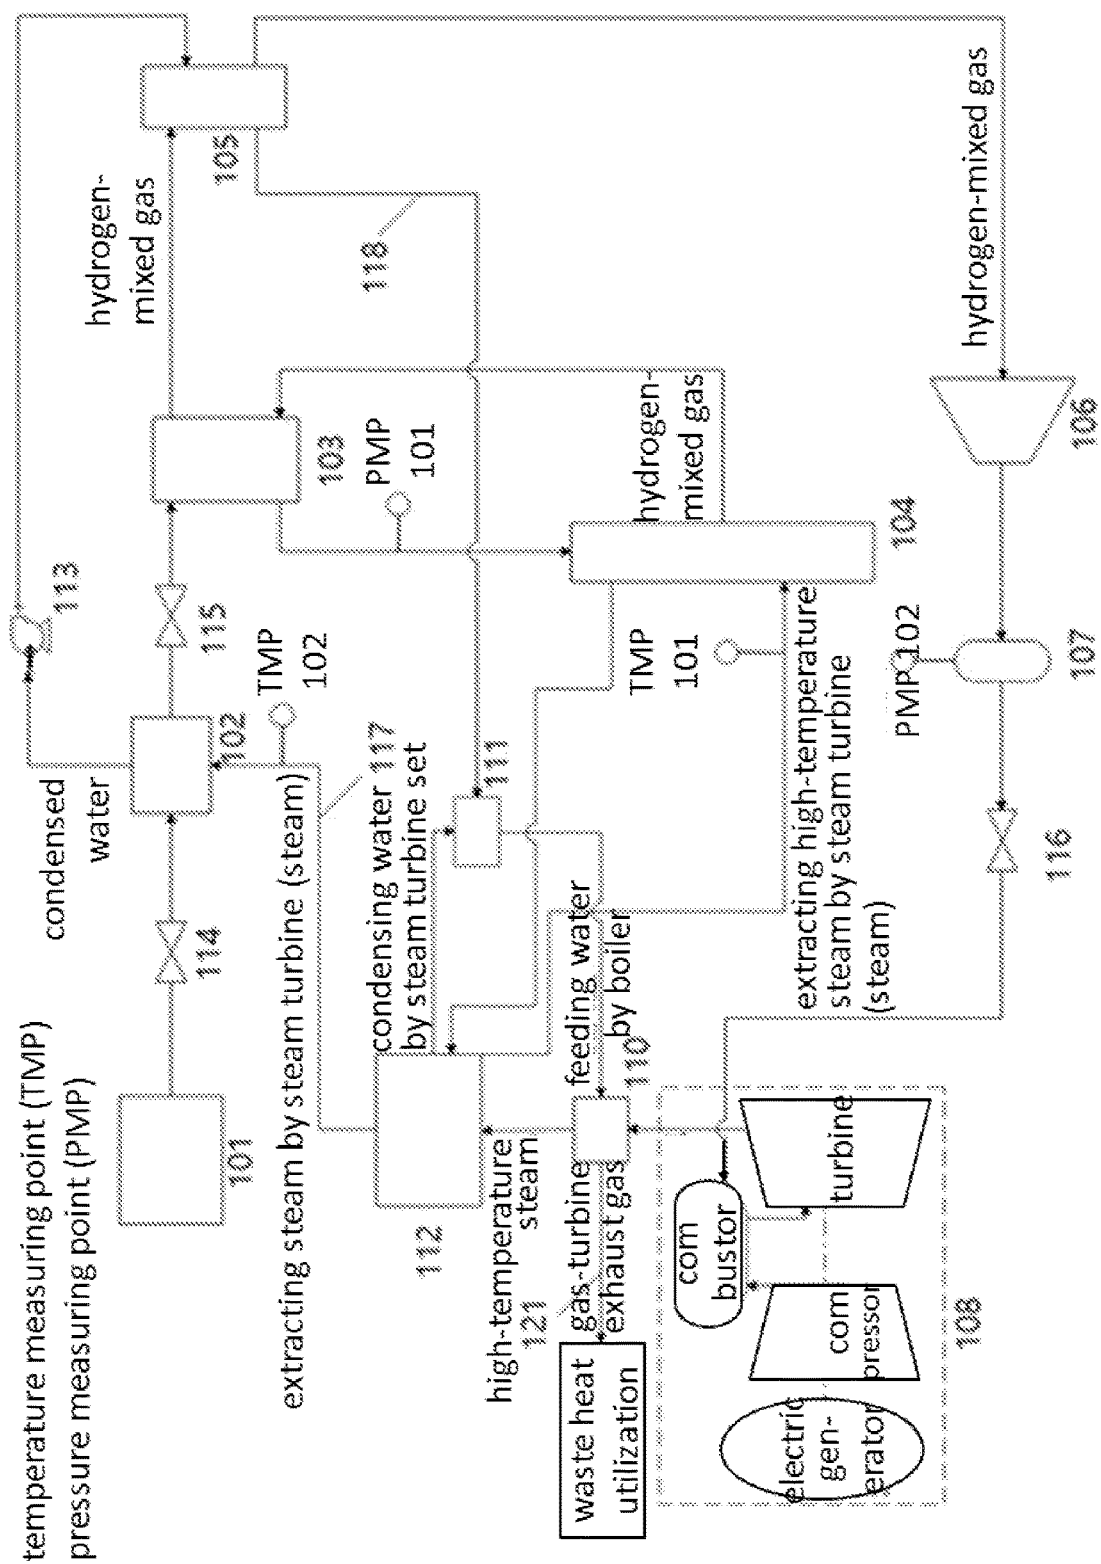 temperature measuring point (TMP)
pressure measuring point (PMP)
101
114
condensed
water
102
115
113
hydrogen-
mixed gas
105
118
extracting steam by steam turbine (steam)
TMP
102
117
103
PMP
101
112
condensing water
by steam turbine set
111
high-temperature
steam
121
gas-turbine
exhaust gas
waste heat
utilization
110
feeding water
by boiler
TMP
101
hydrogen-
mixed gas
104
extracting high-temperature
steam by steam turbine
(steam)
PMP 102
107
116
106
hydrogen-mixed gas
electric
gen-
erator
com
pressor
com
bustor
turbine
108